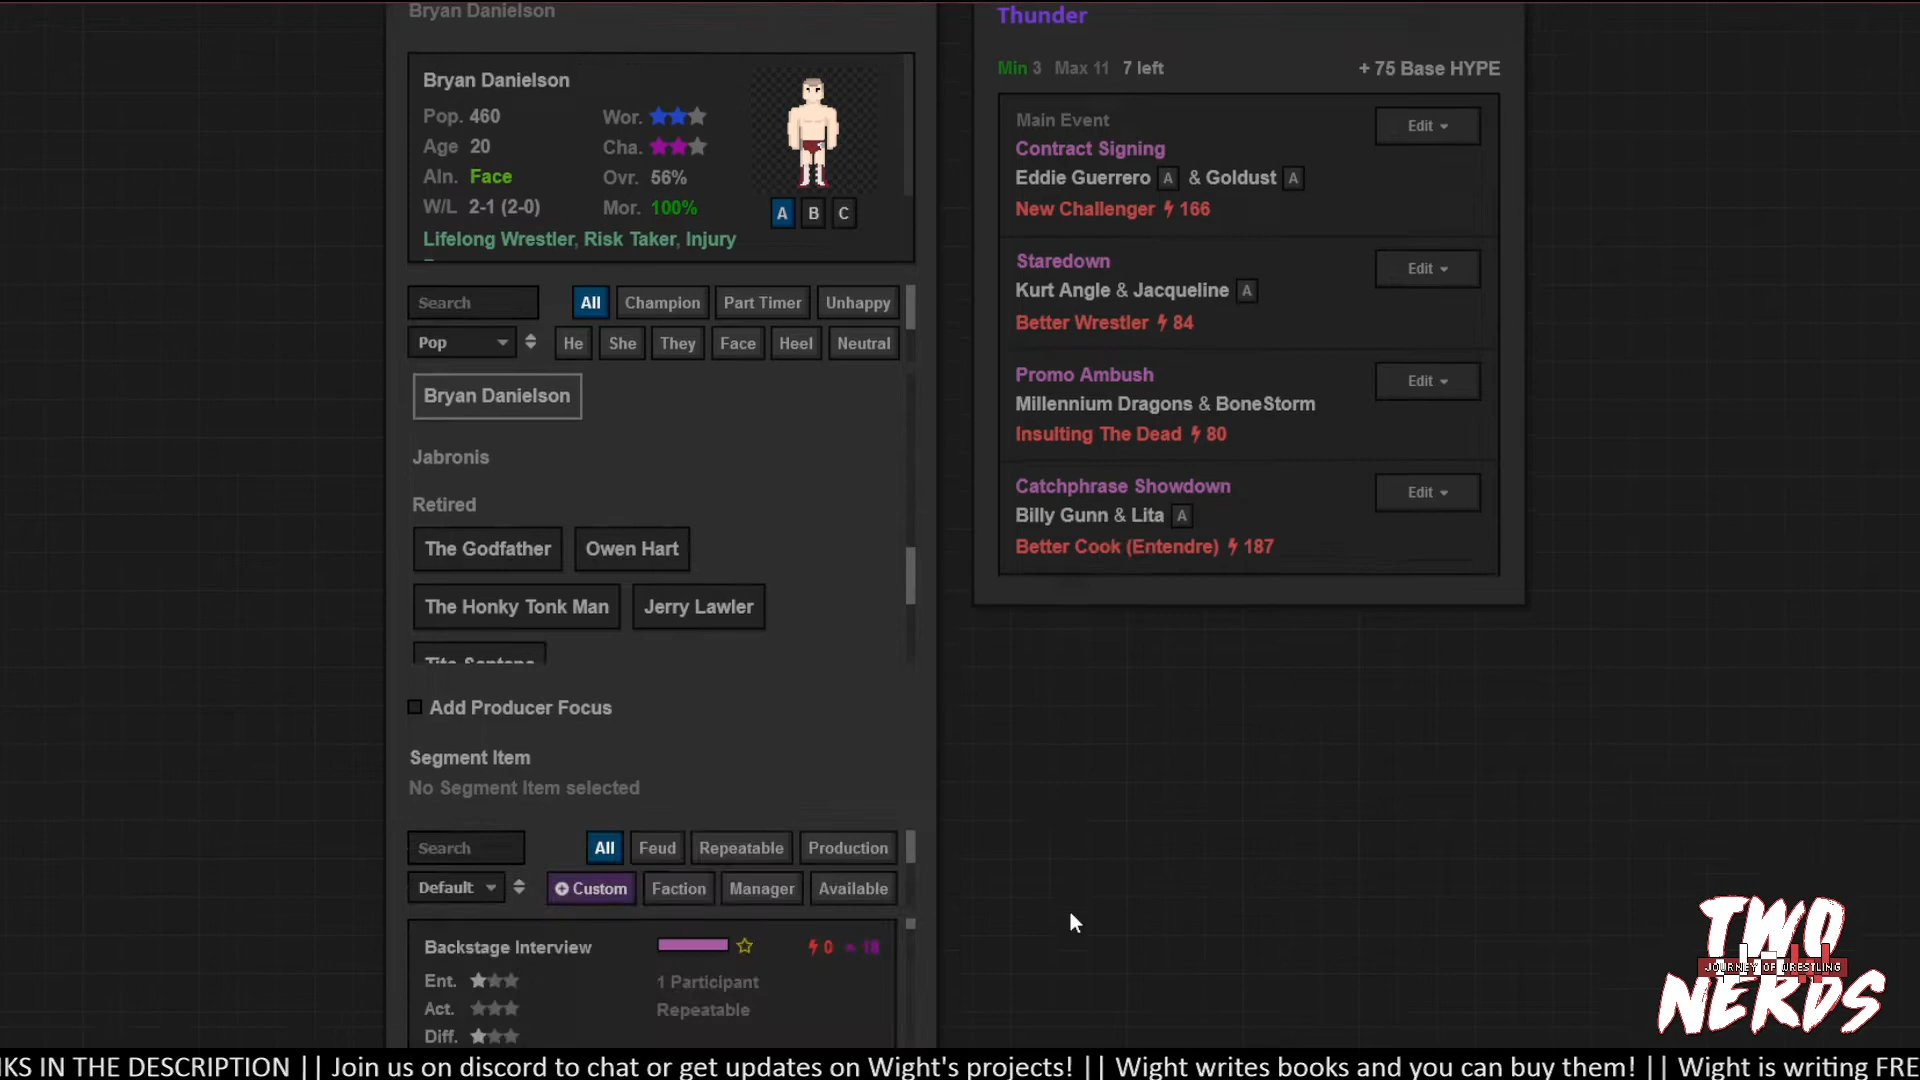 Bryan Danielson
Bryan Danielson
Pop. 460
Wor.
Age 20
Cha.
Aln. Face
Ovr. 56%
W/L 2-1 (2-0)
Mor. 100%
A B C
Lifelong Wrestler, Risk Taker, Injury
Search
All Champion Part Timer Unhappy
Pop
He She They Face Heel Neutral
Bryan Danielson
Jabronis
Retired
The Godfather Owen Hart
The Honky Tonk Man Jerry Lawler
Tito Santana
Add Producer Focus
Segment Item
No Segment Item selected
Search
All Feud Repeatable Production
Default
Custom Faction Manager Available
Backstage Interview
0 18
Ent.
1 Participant
Act.
Repeatable
Diff.
Thunder
Min 3 Max 11 7 left
+ 75 Base HYPE
Main Event
Edit
Contract Signing
Eddie Guerrero A & Goldust A
New Challenger 166
Staredown
Edit
Kurt Angle & Jacqueline A
Better Wrestler 84
Promo Ambush
Edit
Millennium Dragons & BoneStorm
Insulting The Dead 80
Catchphrase Showdown
Edit
Billy Gunn & Lita A
Better Cook (Entendre) 187
TWO
JOURNEY OF WRESTLING
NERDS
NKS IN THE DESCRIPTION || Join us on discord to chat or get updates on Wight's projects! || Wight writes books and you can buy them! || Wight is writing FRE